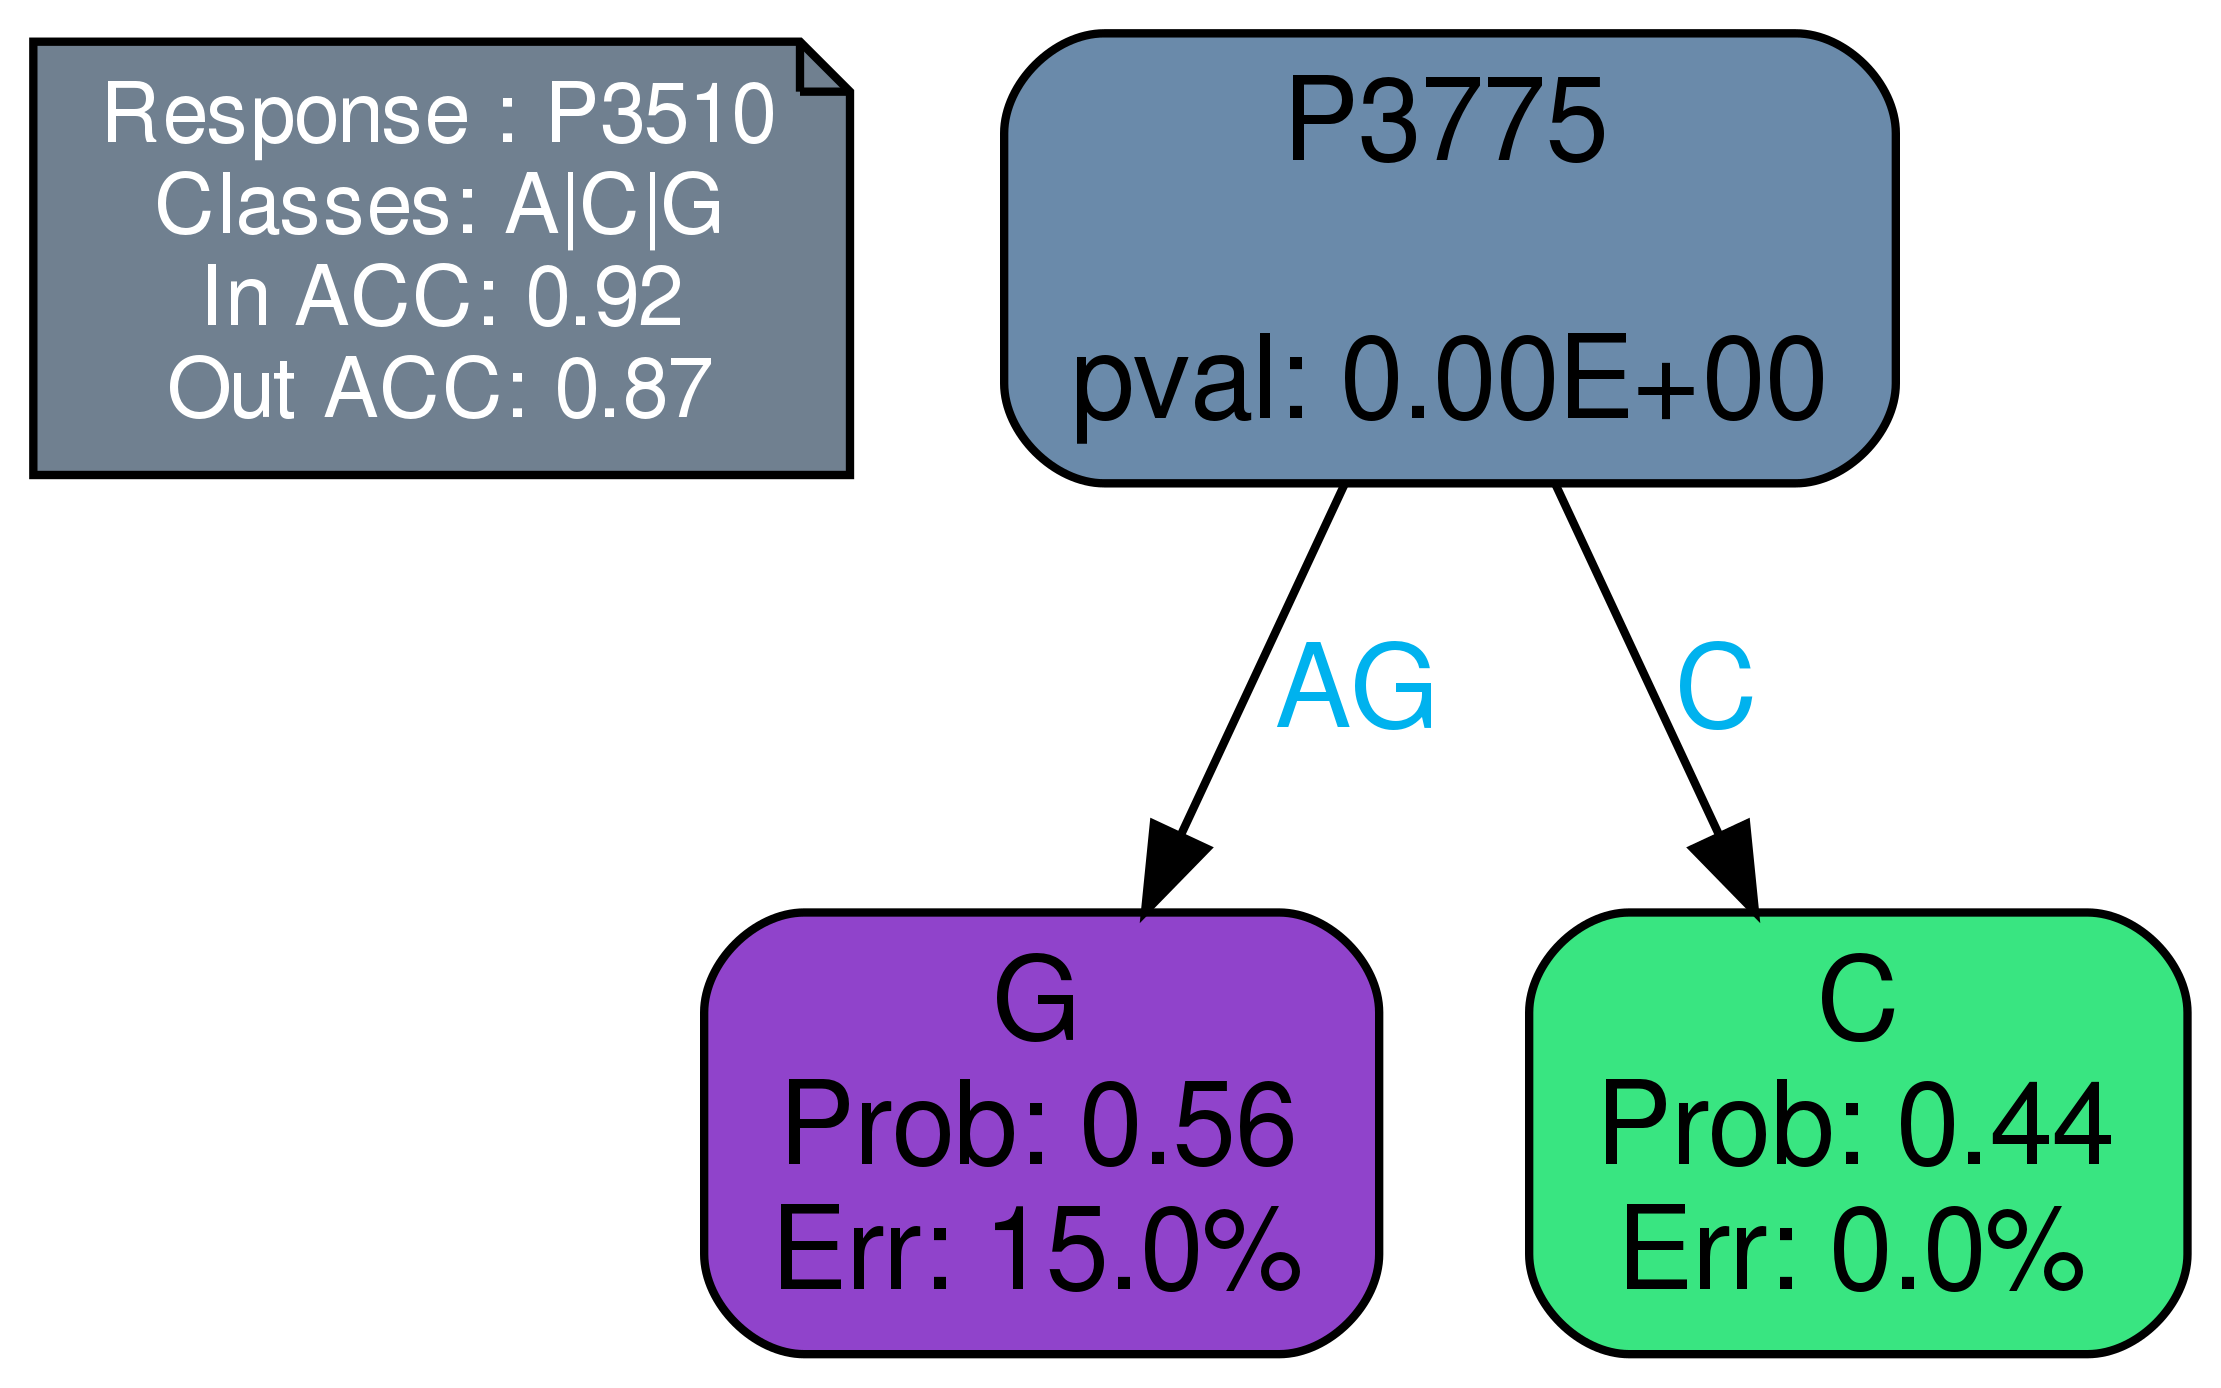 Response : P3510
Classes: A|C|G
In ACC: 0.92
Out ACC: 0.87
P3775
pval: 0.00E+00
AG
C
G
Prob: 0.56
Err: 15.0%
C
Prob: 0.44
Err: 0.0%